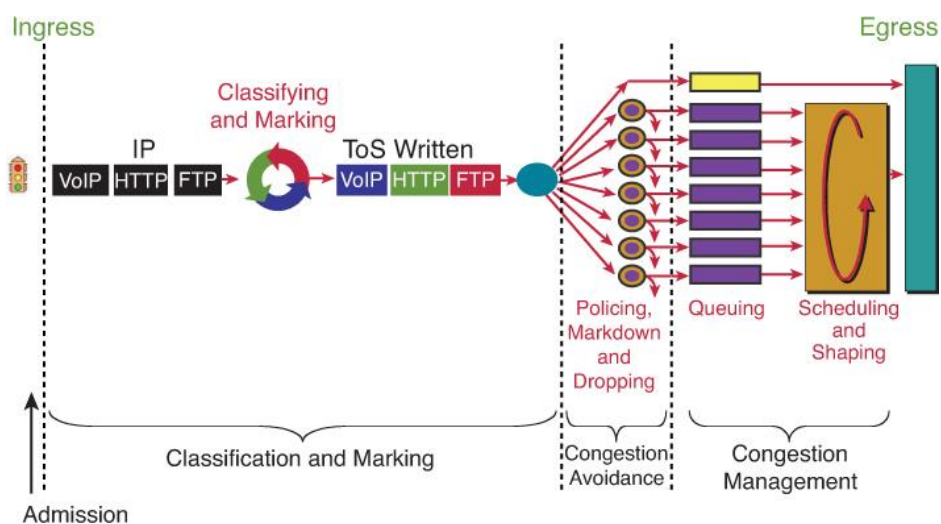 Ingress
Egress
Classifying
and Marking
IP
ToS Written
VoIP HTTP FTP
VoIP HTTP FTP
Policing,
Markdown
and
Dropping
Queuing
Scheduling
and
Shaping
Classification and Marking
Congestion
Avoidance
Congestion
Management
Admission